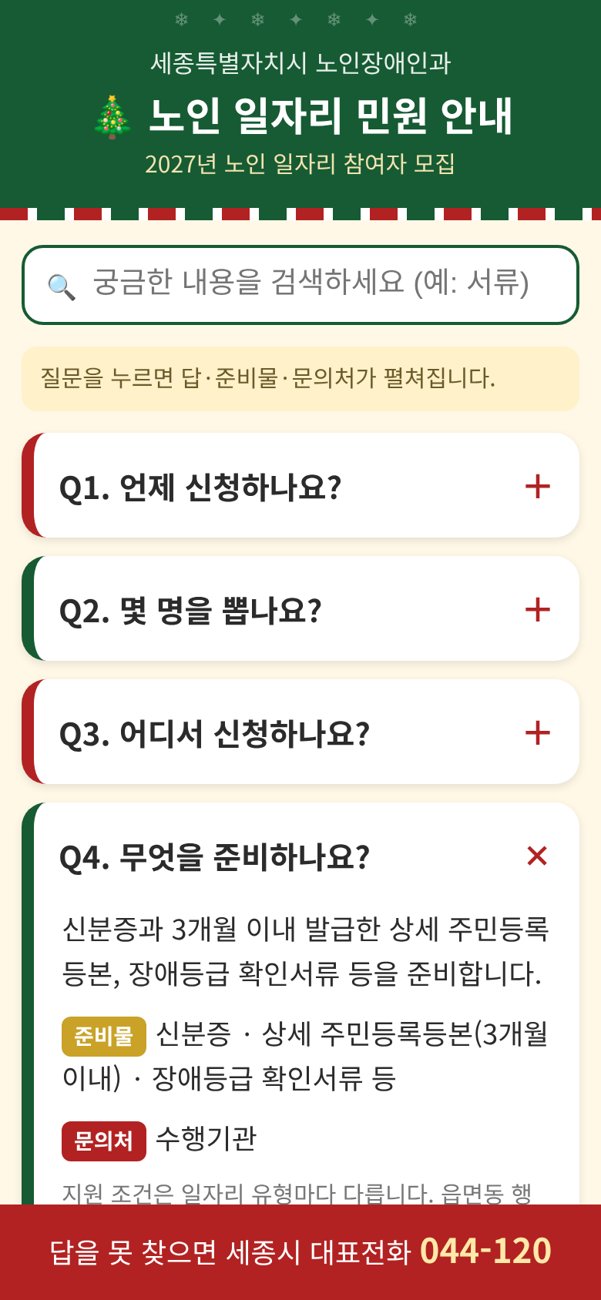 세종특별자치시 노인장애인과
노인 일자리 민원 안내
2027년 노인 일자리 참여자 모집
궁금한 내용을 검색하세요 (예: 서류)
질문을 누르면 답·준비물·문의처가 펼쳐집니다.
Q1. 언제 신청하나요?
Q2. 몇 명을 뽑나요?
Q3. 어디서 신청하나요?
Q4. 무엇을 준비하나요?
신분증과 3개월 이내 발급한 상세 주민등록
등본, 장애등급 확인서류 등을 준비합니다.
준비물 신분증 · 상세 주민등록등본(3개월
이내) · 장애등급 확인서류 등
문의처 수행기관
지원 조건은 일자리 유형마다 다릅니다. 읍면동 행
답을 못 찾으면 세종시 대표전화 044-120